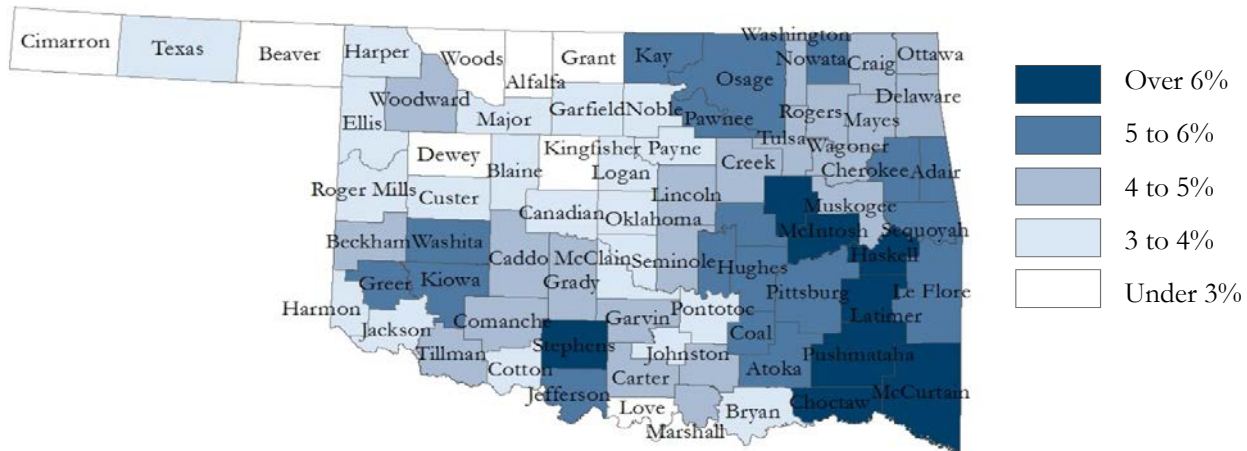 Cimarron
Texas
Beaver
Harper
Woods
Alfalfa
Grant
Kay
Osage
Washington
Nowata
Craig
Ottawa
Woodward
Ellis
Major
Garfield
Noble
Pawnee
Rogers
Mayes
Delaware
Tulsa
Wagoner
Dewey
Blaine
Kingfisher
Logan
Payne
Creek
Cherokee
Adair
Roger Mills
Custer
Canadian
Oklahoma
Lincoln
Muskogee
McIntosh
Sequoyah
Beckham
Washita
Caddo
McClain
Grady
Seminole
Hughes
Haskell
Greer
Kiowa
Pittsburg
Le Flore
Harmon
Jackson
Comanche
Stephens
Garvin
Pontotoc
Coal
Latimer
Tillman
Cotton
Jefferson
Carter
Johnston
Atoka
Pushmataha
McCurtain
Love
Marshall
Bryan
Choctaw
Over 6%
5 to 6%
4 to 5%
3 to 4%
Under 3%